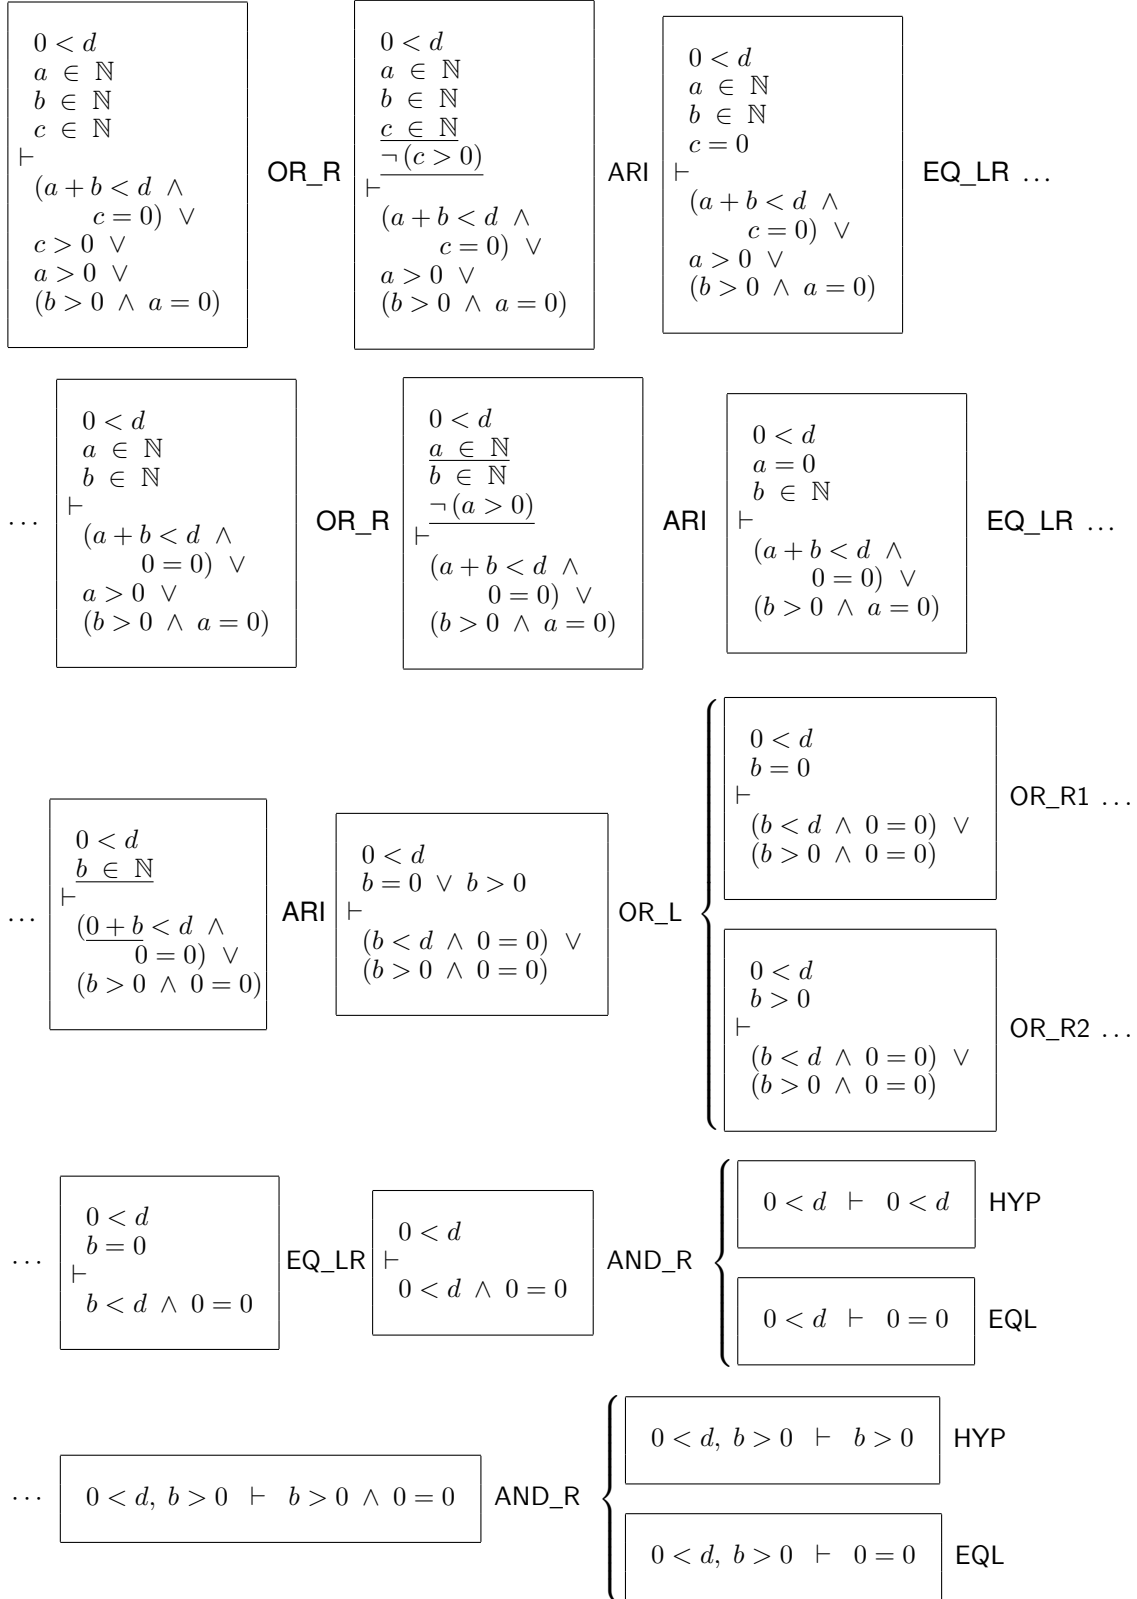 0 < d
a ∈ ℕ
b ∈ ℕ
c ∈ ℕ
⊢
(a + b < d ∧
c = 0) ∨
c > 0 ∨
a > 0 ∨
(b > 0 ∧ a = 0)
OR_R
0 < d
a ∈ ℕ
b ∈ ℕ
c ∈ ℕ
¬ (c > 0)
⊢
(a + b < d ∧
c = 0) ∨
a > 0 ∨
(b > 0 ∧ a = 0)
ARI
0 < d
a ∈ ℕ
b ∈ ℕ
c = 0
⊢
(a + b < d ∧
c = 0) ∨
a > 0 ∨
(b > 0 ∧ a = 0)
EQ_LR ...
...
0 < d
a ∈ ℕ
b ∈ ℕ
⊢
(a + b < d ∧
0 = 0) ∨
a > 0 ∨
(b > 0 ∧ a = 0)
OR_R
0 < d
a ∈ ℕ
b ∈ ℕ
¬ (a > 0)
⊢
(a + b < d ∧
0 = 0) ∨
(b > 0 ∧ a = 0)
ARI
0 < d
a = 0
b ∈ ℕ
⊢
(a + b < d ∧
0 = 0) ∨
(b > 0 ∧ a = 0)
EQ_LR ...
...
0 < d
b ∈ ℕ
⊢
(0 + b < d ∧
0 = 0) ∨
(b > 0 ∧ 0 = 0)
ARI
0 < d
b = 0 ∨ b > 0
⊢
(b < d ∧ 0 = 0) ∨
(b > 0 ∧ 0 = 0)
OR_L
0 < d
b = 0
⊢
(b < d ∧ 0 = 0) ∨
(b > 0 ∧ 0 = 0)
OR_R1 ...
0 < d
b > 0
⊢
(b < d ∧ 0 = 0) ∨
(b > 0 ∧ 0 = 0)
OR_R2 ...
...
0 < d
b = 0
⊢
b < d ∧ 0 = 0
EQ_LR
0 < d
⊢
0 < d ∧ 0 = 0
AND_R
0 < d ⊢ 0 < d
HYP
0 < d ⊢ 0 = 0
EQL
...
0 < d, b > 0 ⊢ b > 0 ∧ 0 = 0
AND_R
0 < d, b > 0 ⊢ b > 0
HYP
0 < d, b > 0 ⊢ 0 = 0
EQL